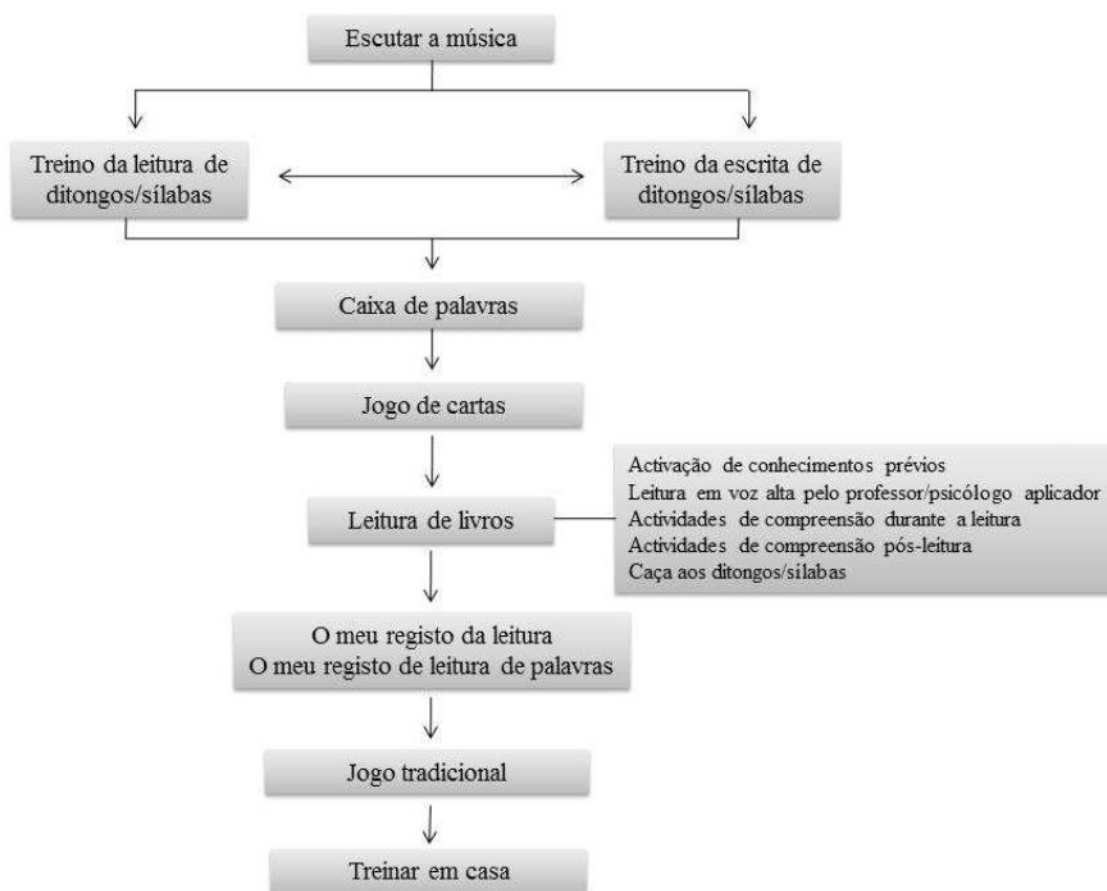 Escutar a música
Treino da leitura de
ditongos/sílabas
Treino da escrita de
ditongos/sílabas
Caixa de palavras
Jogo de cartas
Leitura de livros
Activação de conhecimentos prévios
Leitura em voz alta pelo professor/psicólogo aplicador
Actividades de compreensão durante a leitura
Actividades de compreensão pós-leitura
Caça aos ditongos/sílabas
O meu registo da leitura
O meu registo de leitura de palavras
Jogo tradicional
Treinar em casa